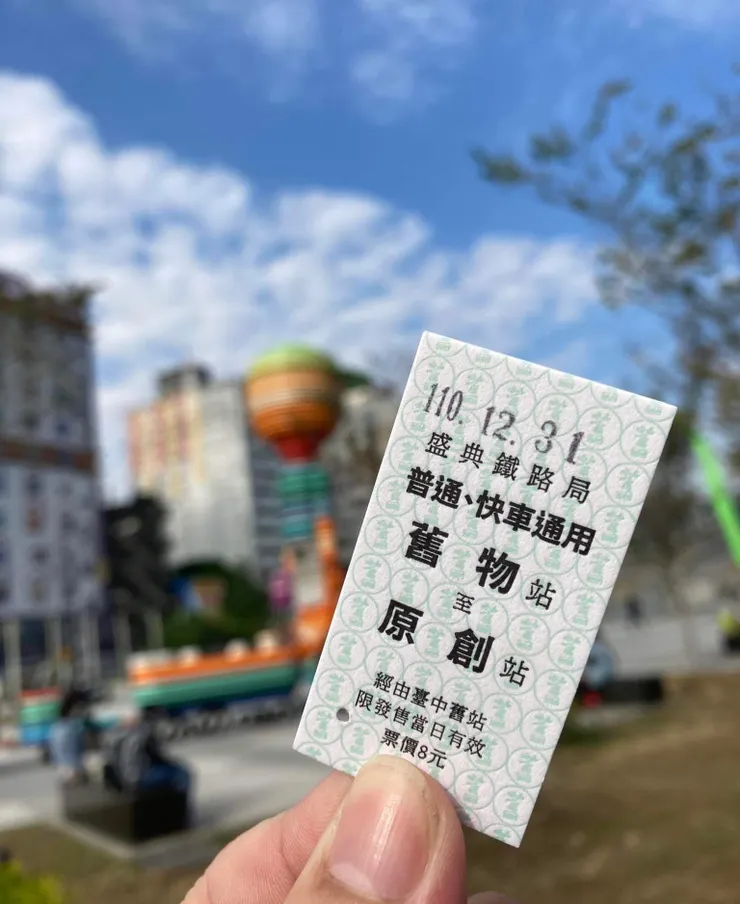 110.12.31
盛典鐵路局
普通、快車通用
舊物站
至
原創站
經由臺中舊站
限發售當日有效
票價8元